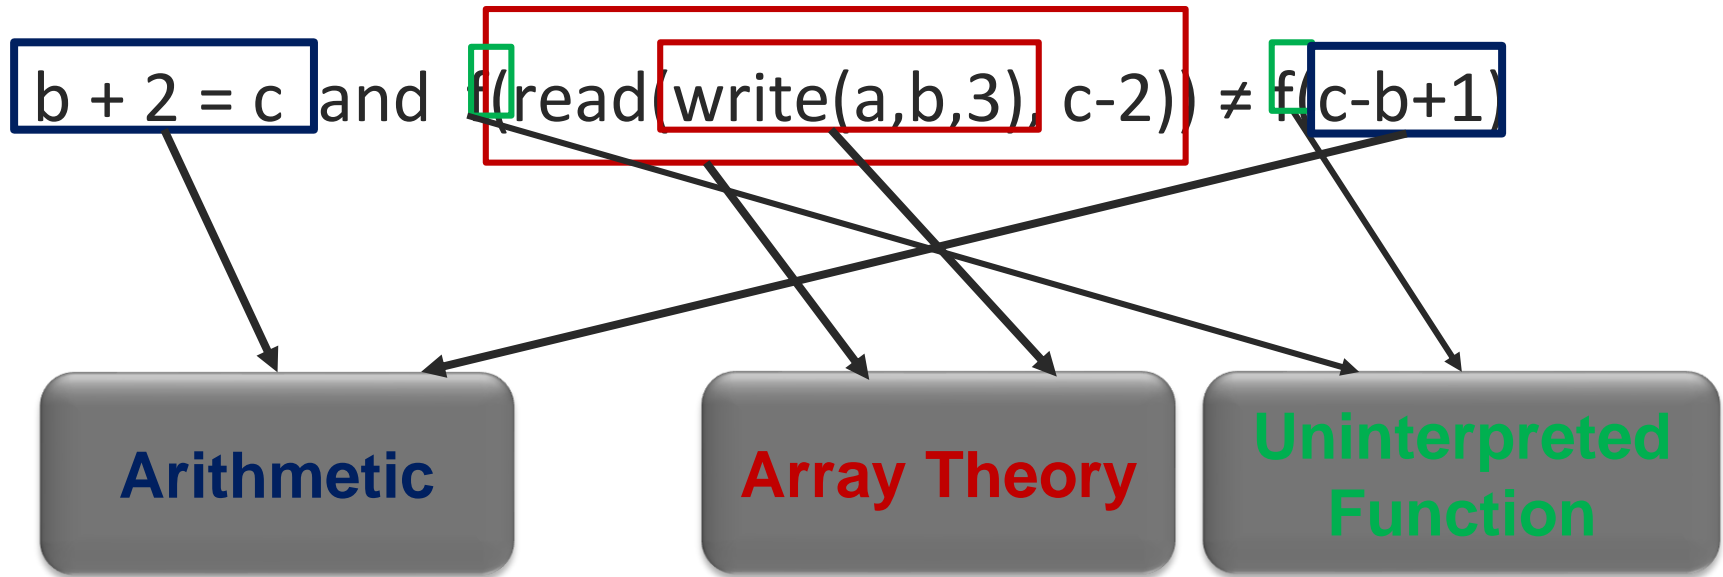 b + 2 = c and f(read(write(a,b,3), c-2)) ≠ f(c-b+1)
Arithmetic
Array Theory
Uninterpreted
Function